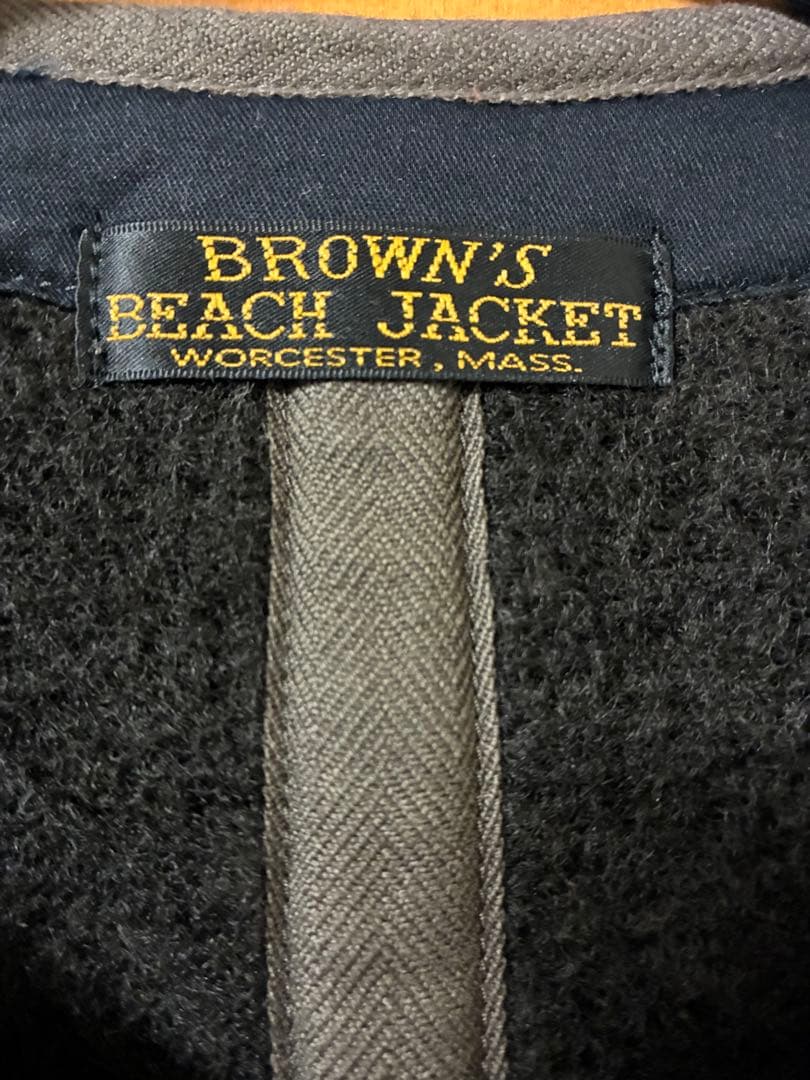 BROWN'S
BEACH JACKET
WORCESTER, MASS.